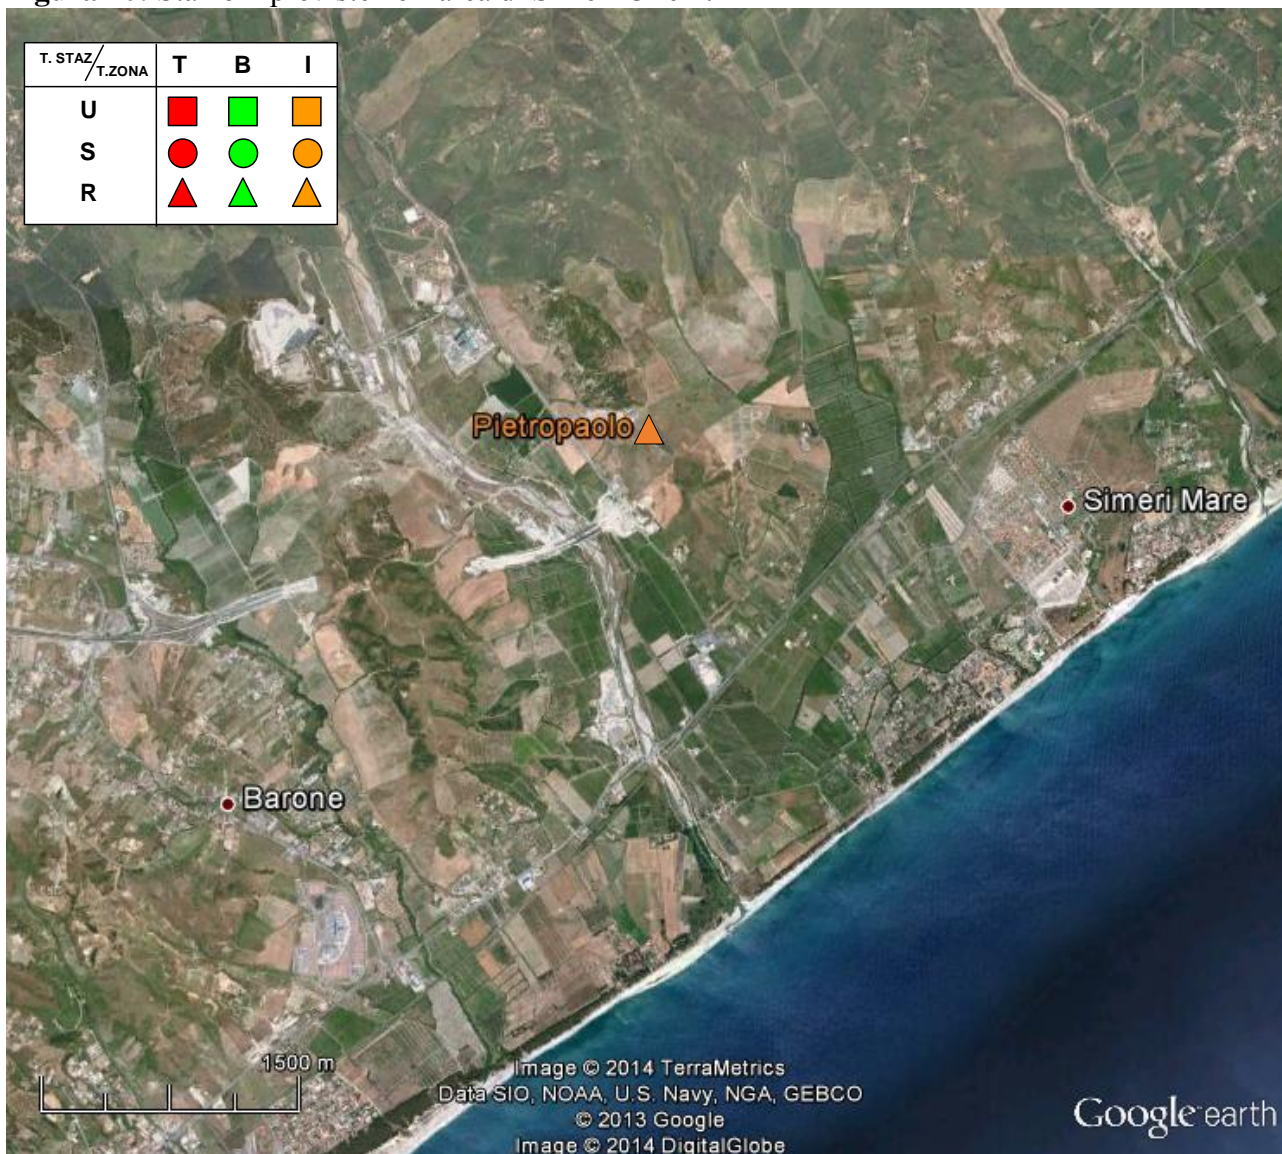 T. STAZ/T.ZONA T B I
U
S
R
Pietropaolo
Simeri Mare
Barone
1500 m
Image © 2014 TerraMetrics
Data SIO, NOAA, U.S. Navy, NGA, GEBCO
© 2013 Google
Image © 2014 DigitalGlobe
Google earth